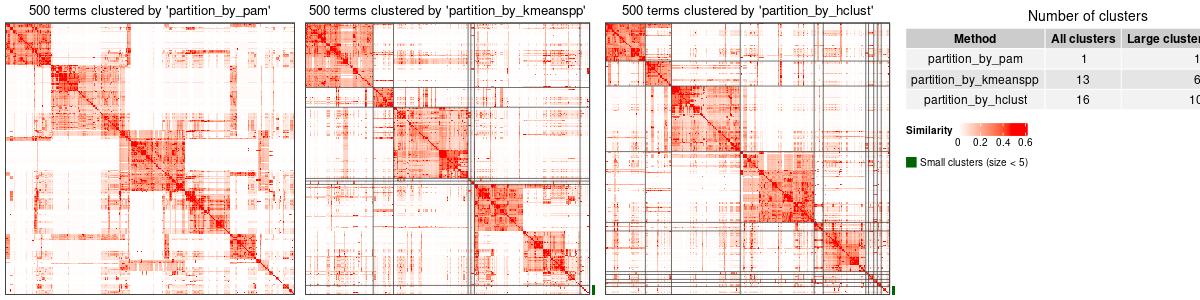 500 terms clustered by 'partition_by_pam'
500 terms clustered by 'partition_by_kmeanspp'
500 terms clustered by 'partition_by_hclust'
Number of clusters
Method All clusters Large cluster
partition_by_pam 1 1
partition_by_kmeanspp 13 6
partition_by_hclust 16 10
Similarity
0 0.2 0.4 0.6
Small clusters (size < 5)